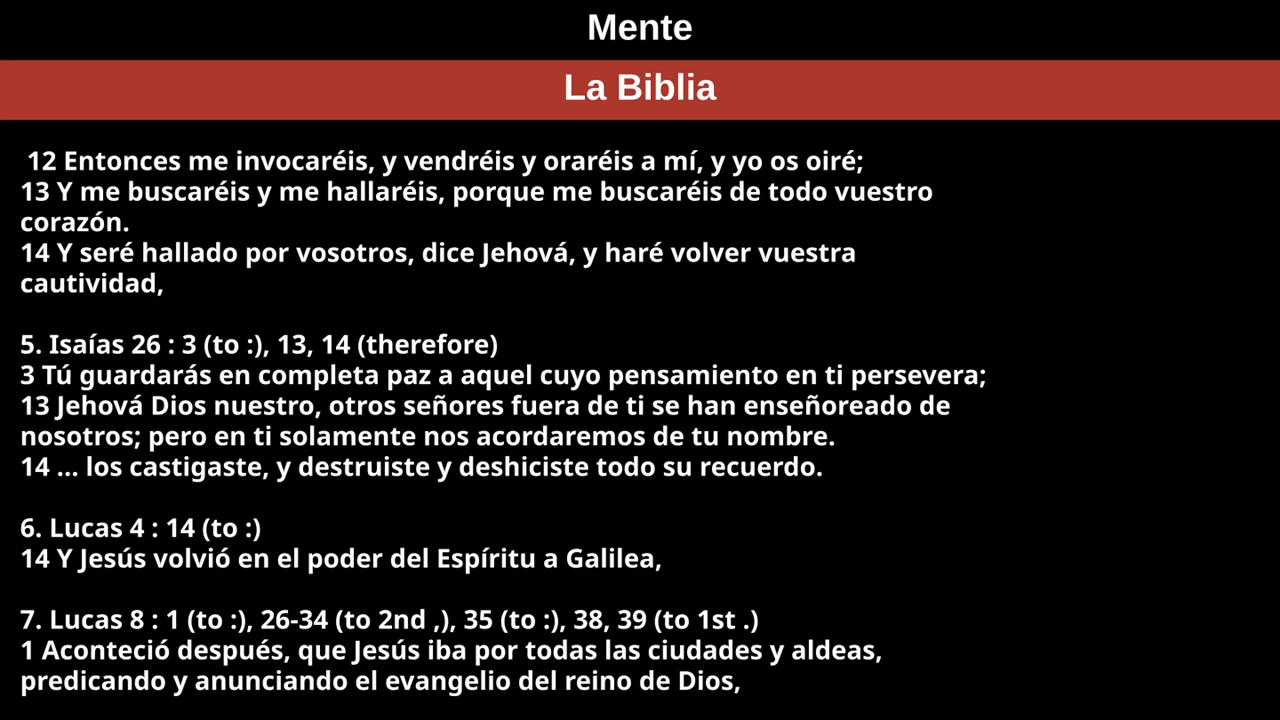 Mente
La Biblia
12 Entonces me invocaréis, y vendréis y oraréis a mí, y yo os oiré;
13 Y me buscaréis y me hallaréis, porque me buscaréis de todo vuestro
corazón.
14 Y seré hallado por vosotros, dice Jehová, y haré volver vuestra
cautividad,
5. Isaías 26 : 3 (to :), 13, 14 (therefore)
3 Tú guardarás en completa paz a aquel cuyo pensamiento en ti persevera;
13 Jehová Dios nuestro, otros señores fuera de ti se han enseñoreado de
nosotros; pero en ti solamente nos acordaremos de tu nombre.
14 ... los castigaste, y destruiste y deshiciste todo su recuerdo.
6. Lucas 4 : 14 (to :)
14 Y Jesús volvió en el poder del Espíritu a Galilea,
7. Lucas 8 : 1 (to :), 26-34 (to 2nd ,), 35 (to :), 38, 39 (to 1st .)
1 Aconteció después, que Jesús iba por todas las ciudades y aldeas,
predicando y anunciando el evangelio del reino de Dios,